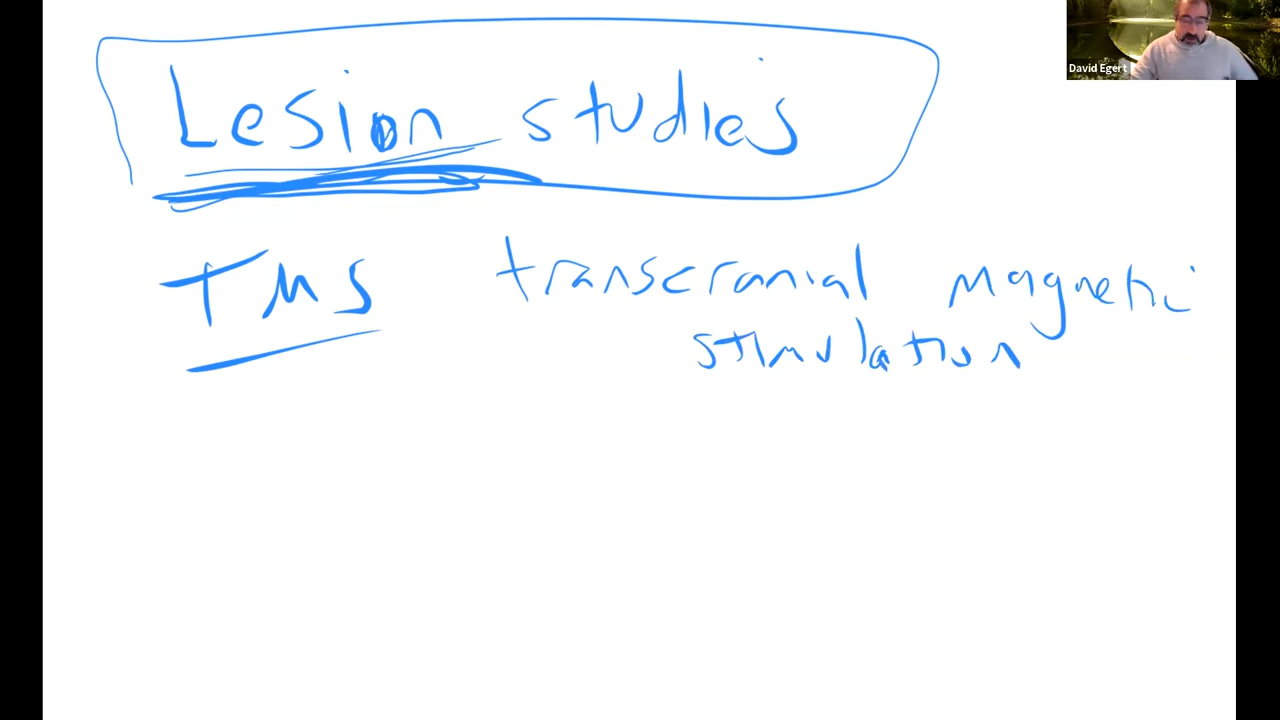 David Egert
Lesion studies
TMS transcranial magnetic
stimulation